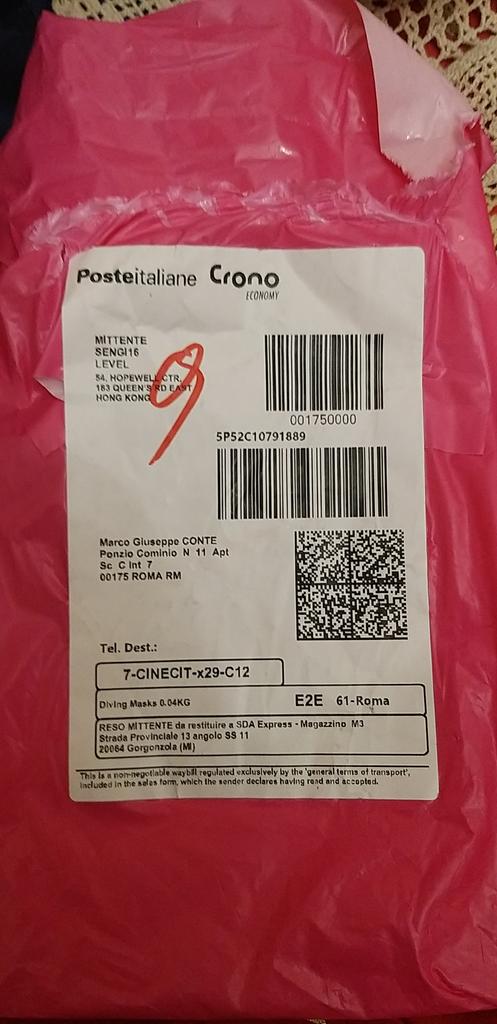 Posteitaliane Crono
ECONOMY
MITTENTE
SENGI16
LEVEL
54, HOPEWELL CTR,
183 QUEEN'S RD EAST
HONG KONG
9
001750000
5P52C10791889
Marco Giuseppe CONTE
Ponzio Cominio N 11 Apt
Sc C Int 7
00175 ROMA RM
Tel. Dest.:
7-CINECIT-x29-C12
Diving Masks 0.04KG E2E 61-Roma
RESO MITTENTE da restituire a SDA Express - Magazzino M3
Strada Provinciale 13 angolo SS 11
20064 Gorgonzola (MI)
This is a non-negotiable waybill regulated exclusively by the 'general terms of transport',
included in the sales form, which the sender declares having read and accepted.